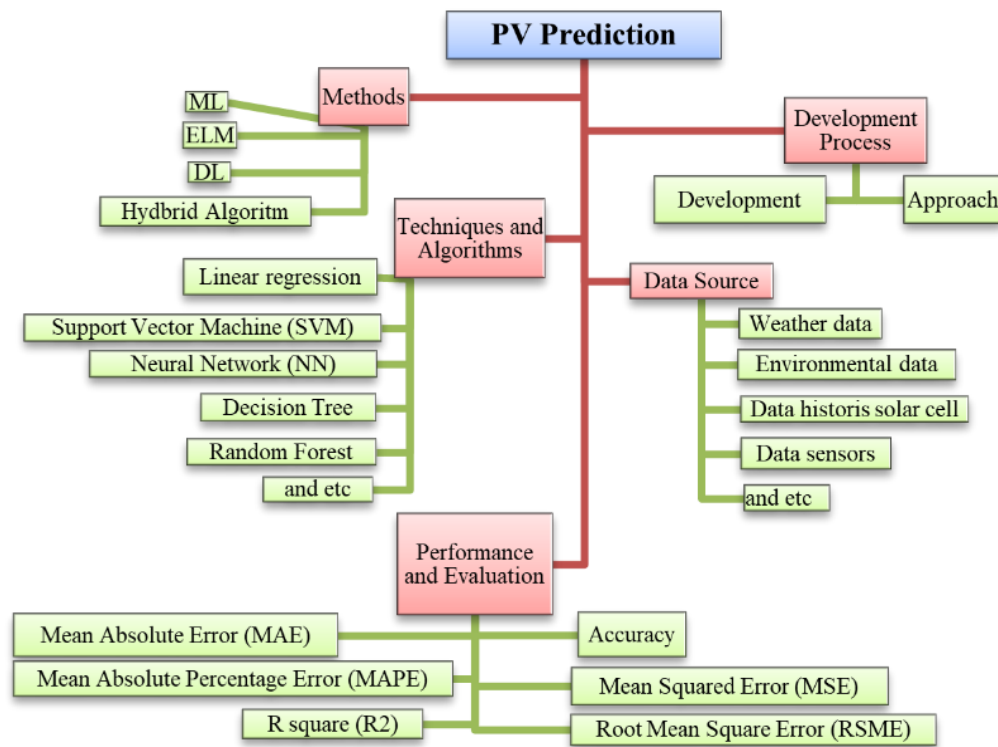 PV Prediction
Methods
ML
ELM
DL
Hydbrid Algoritm
Development
Process
Development
Approach
Techniques and
Algorithms
Linear regression
Support Vector Machine (SVM)
Neural Network (NN)
Decision Tree
Random Forest
and etc
Data Source
Weather data
Environmental data
Data historis solar cell
Data sensors
and etc
Performance
and Evaluation
Mean Absolute Error (MAE)
Accuracy
Mean Absolute Percentage Error (MAPE)
Mean Squared Error (MSE)
R square (R2)
Root Mean Square Error (RSME)